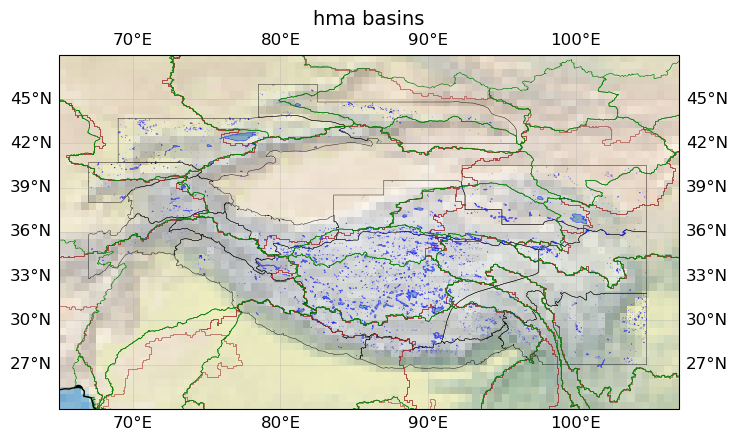 hma basins
70°E 80°E 90°E 100°E
45°N 45°N
42°N 42°N
39°N 39°N
36°N 36°N
33°N 33°N
30°N 30°N
27°N 27°N
70°E 80°E 90°E 100°E